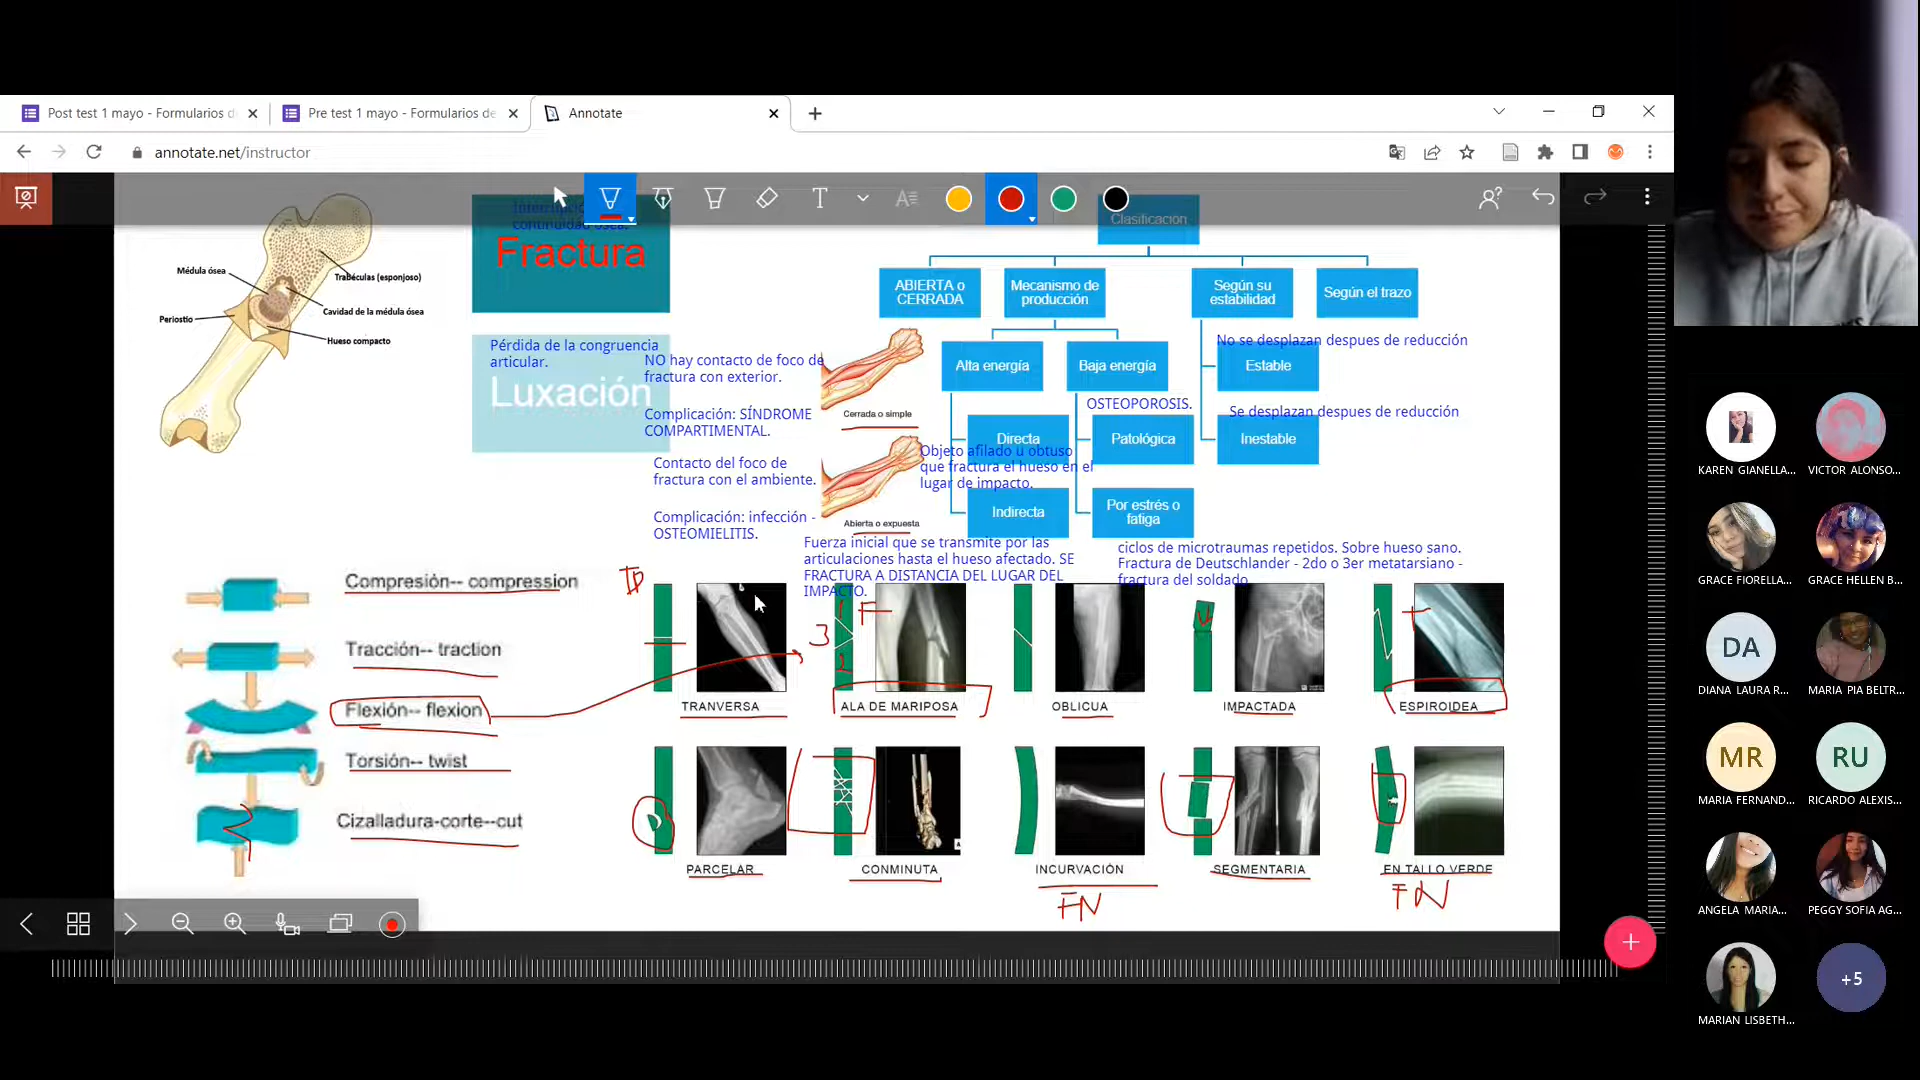 Post test 1 mayo - Formularios d
Pre test 1 mayo - Formularios de
Annotate
annotate.net/instructor
Clasificación
continuidad ósea.
Fractura
Médula ósea
Trabéculas (esponjoso)
Cavidad de la médula ósea
Periostio
Hueso compacto
Pérdida de la congruencia
articular.
Luxación
NO hay contacto de foco de
fractura con exterior.
Complicación: SÍNDROME
COMPARTIMENTAL.
Contacto del foco de
fractura con el ambiente.
Complicación: infección -
OSTEOMIELITIS.
Cerrada o simple
Abierta o expuesta
ABIERTA o
CERRADA
Mecanismo de
producción
Según su
estabilidad
Según el trazo
Alta energía
Baja energía
OSTEOPOROSIS.
Directa
Patológica
Objeto afilado u obtuso
que fractura el hueso en el
lugar de impacto.
Indirecta
Por estrés o
fatiga
No se desplazan despues de reducción
Estable
Se desplazan despues de reducción
Inestable
Fuerza inicial que se transmite por las
articulaciones hasta el hueso afectado. SE
FRACTURA A DISTANCIA DEL LUGAR DEL
IMPACTO.
ciclos de microtraumas repetidos. Sobre hueso sano.
Fractura de Deutschlander - 2do o 3er metatarsiano -
fractura del soldado
Compresión-- compression
Tracción-- traction
Flexión-- flexion
Torsión-- twist
Cizalladura-corte--cut
1 F
3
2
T
TRANVERSA
ALA DE MARIPOSA
OBLICUA
IMPACTADA
ESPIROIDEA
PARCELAR
CONMINUTA
INCURVACIÓN
SEGMENTARIA
EN TALLO VERDE
FN
FN
KAREN GIANELLA...
VICTOR ALONSO...
GRACE FIORELLA...
GRACE HELLEN B...
DA
DIANA LAURA R...
MARIA PIA BELTR...
MR
MARIA FERNAND...
RU
RICARDO ALEXIS...
ANGELA MARIA...
PEGGY SOFIA AG...
MARIAN LISBETH...
+5